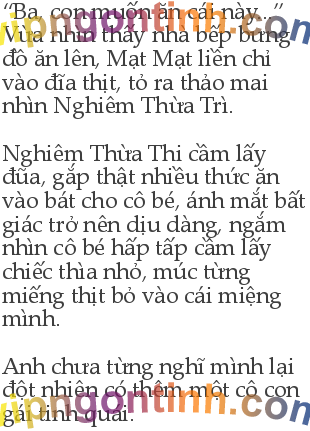 “Ba, con muốn ăn cái này...”
Vừa nhìn thấy nhà bếp bưng
đồ ăn lên, Mạt Mạt liền chỉ
vào đĩa thịt, tỏ ra thảo mai
nhìn Nghiêm Thừa Trì.
Nghiêm Thừa Thi cầm lấy
đũa, gắp thật nhiều thức ăn
vào bát cho cô bé, ánh mắt bất
giác trở nên dịu dàng, ngắm
nhìn cô bé hấp tấp cầm lấy
chiếc thìa nhỏ, múc từng
miếng thịt bỏ vào cái miệng
mình.
Anh chưa từng nghĩ mình lại
đột nhiên có thêm một cô con
gái tinh quái.
vipngontinh.com
vipngontinh.com